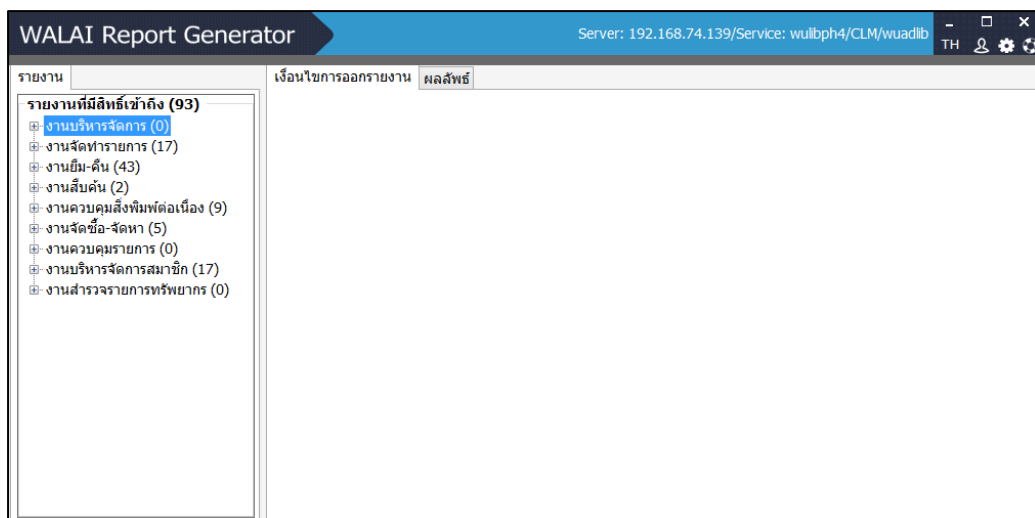 WALAI Report Generator
Server: 192.168.74.139/Service: wulibph4/CLM/wuadlib
TH
รายงาน
เงื่อนไขการออกรายงาน ผลลัพธ์
รายงานที่มีสิทธิ์เข้าถึง (93)
งานบริหารจัดการ (0)
งานจัดทำรายการ (17)
งานยืม-คืน (43)
งานสืบค้น (2)
งานควบคุมสิ่งพิมพ์ต่อเนื่อง (9)
งานจัดซื้อ-จัดหา (5)
งานควบคุมรายการ (0)
งานบริหารจัดการสมาชิก (17)
งานสำรวจรายการทรัพยากร (0)